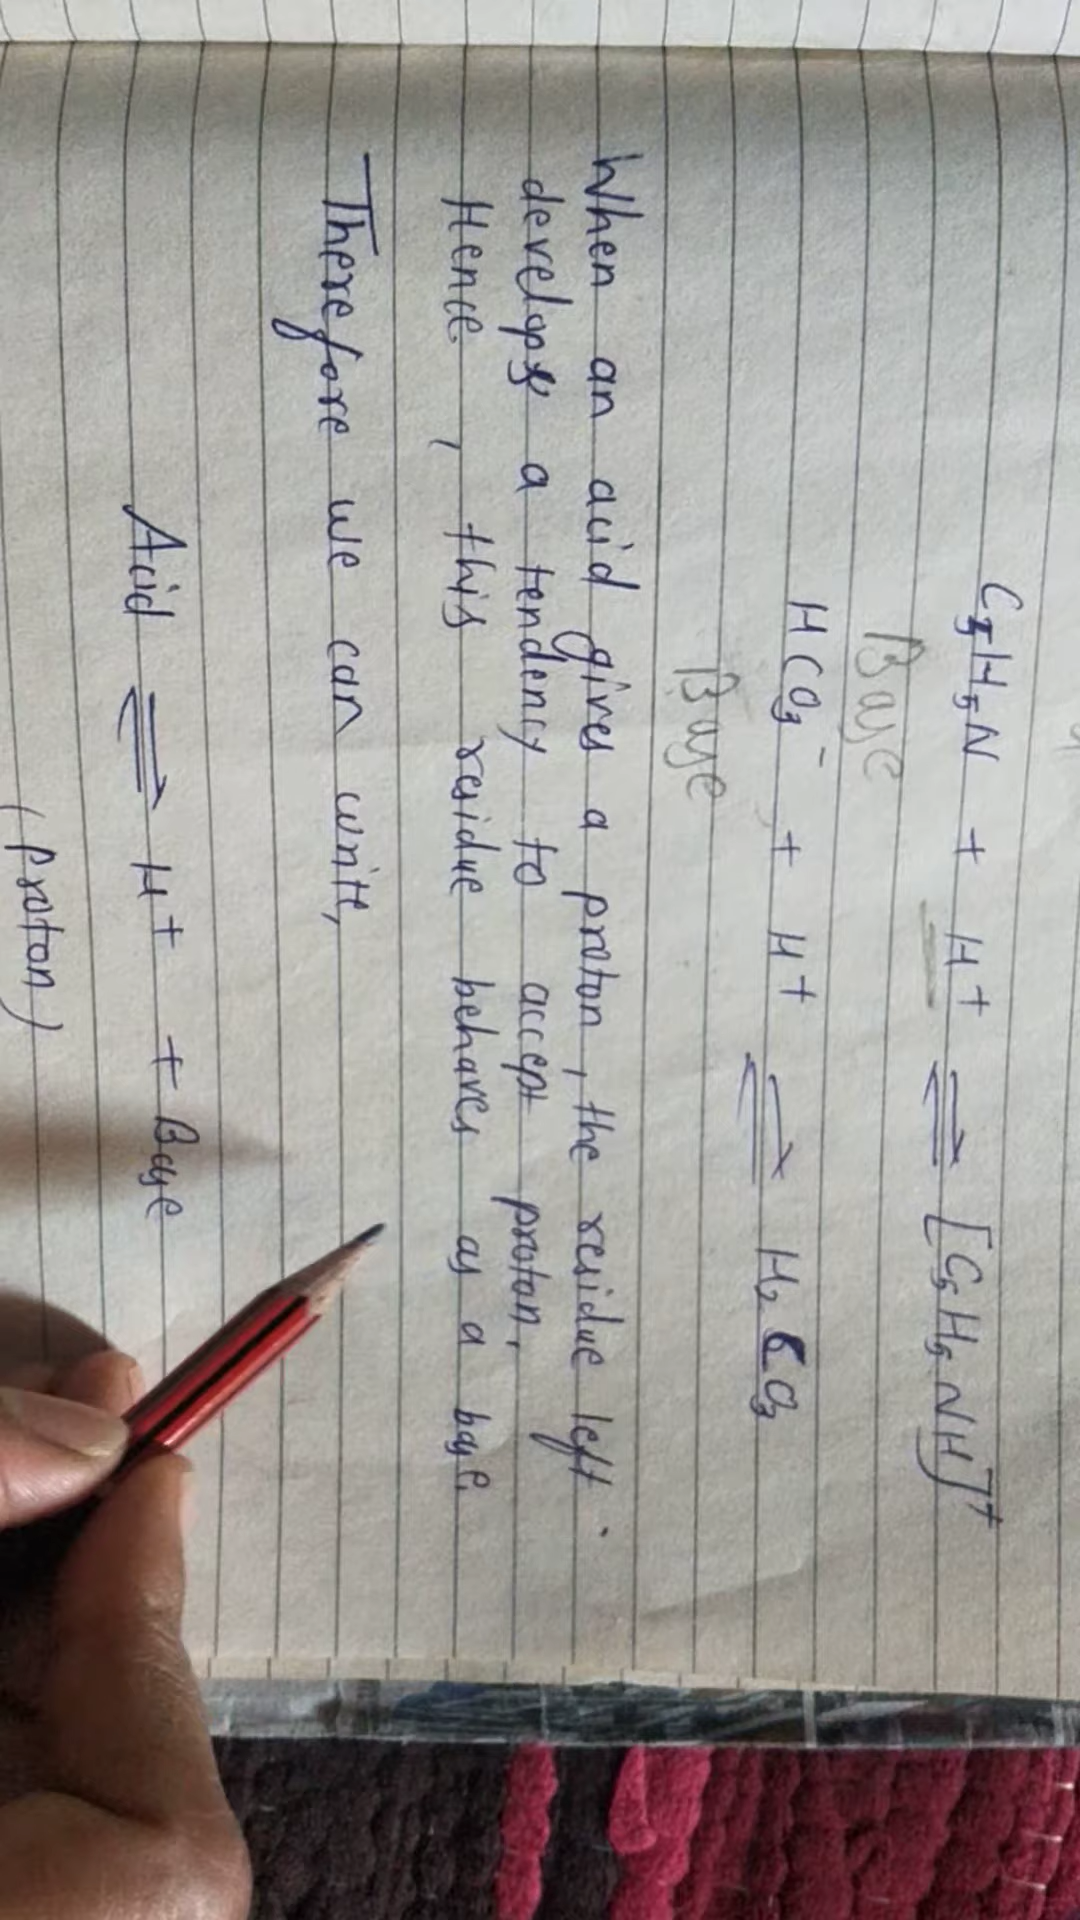 C₅H₅N + H⁺ ⇌ [C₅H₅NH]⁺
Base
HCO₃⁻ + H⁺ ⇌ H₂CO₃
Base
When an acid gives a proton, the residue left
develops a tendency to accept proton,
Hence, this residue behaves as a base.
Therefore we can write,
Acid ⇌ H⁺ + Base
(proton)